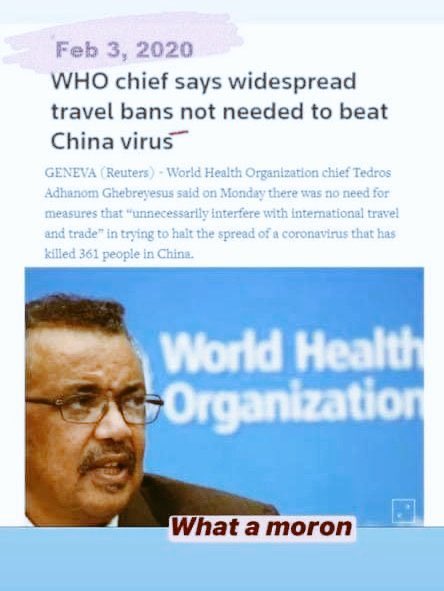 Feb 3, 2020
WHO chief says widespread
travel bans not needed to beat
China virus
GENEVA (Reuters) - World Health Organization chief Tedros
Adhanom Ghebreyesus said on Monday there was no need for
measures that “unnecessarily interfere with international travel
and trade” in trying to halt the spread of a coronavirus that has
killed 361 people in China.
World Health
Organization
What a moron